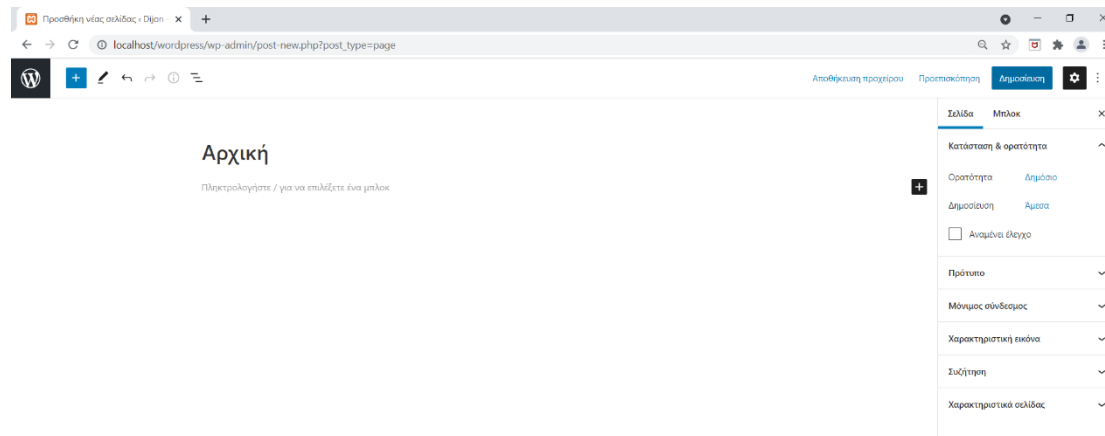 Προσθήκη νέας σελίδας ‹ Dijon
localhost/wordpress/wp-admin/post-new.php?post_type=page
Αποθήκευση προχείρου Προεπισκόπηση Δημοσίευση
Σελίδα Μπλοκ
Αρχική
Πληκτρολογήστε / για να επιλέξετε ένα μπλοκ
Κατάσταση & ορατότητα
Ορατότητα Δημόσιο
Δημοσίευση Άμεσα
Αναμένει έλεγχο
Πρότυπο
Μόνιμος σύνδεσμος
Χαρακτηριστική εικόνα
Συζήτηση
Χαρακτηριστικά σελίδας